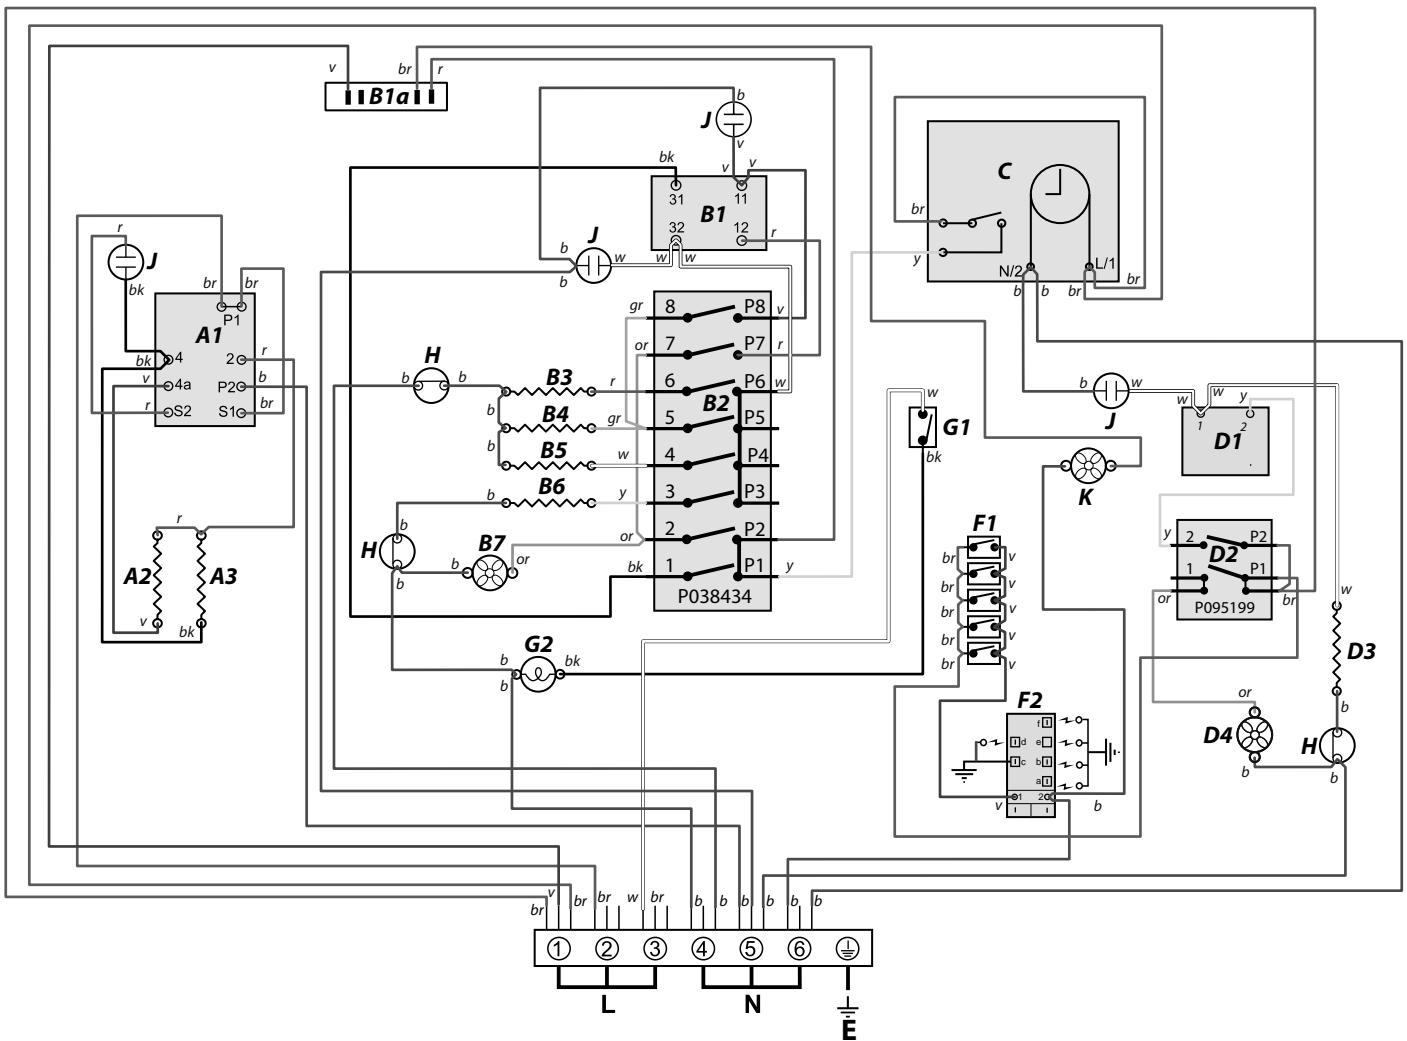 v
br
r
B1a
b
J
v
bk
v
v
31
11
B1
32
12
r
C
br
y
N/2
L/1
b
b
br
br
r
J
bk
b
J
w
w
w
b
br
br
P1
A1
bk
4
2
r
v
4a
P2
b
r
S2
S1
br
gr
8
P8
v
or
7
P7
r
H
b
b
B3
r
6
P6
w
B2
b
B4
gr
5
P5
b
B5
w
4
P4
b
B6
y
3
P3
b
or
2
P2
H
b
B7
or
b
bk
1
P1
y
P038434
w
G1
bk
b
w
J
w
w
y
1
2
D1
K
r
A2
A3
v
bk
F1
br
v
br
v
br
v
br
v
br
v
y
2
P2
D2
1
P1
or
br
P095199
w
D3
b
G2
b
bk
b
F2
f
d
e
c
b
a
1
2
v
b
or
D4
b
H
b
br
v
br
br
w
br
b
b
b
b
b
b
1
2
3
4
5
6
L
N
E